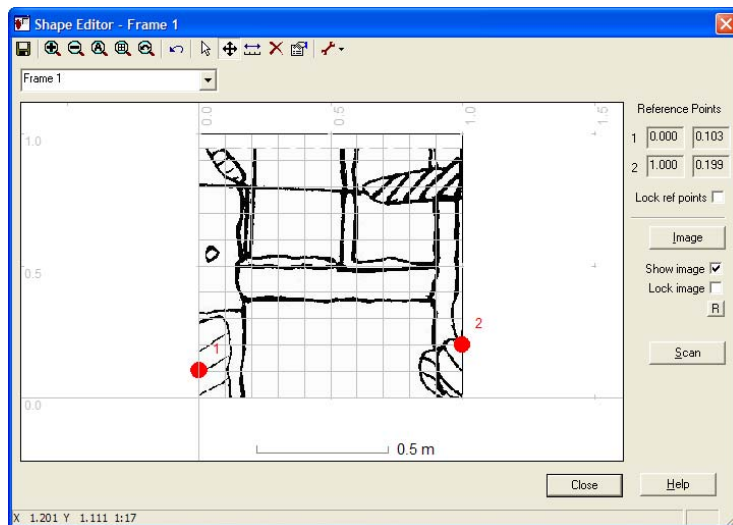 Shape Editor - Frame 1
Frame 1
0.0
0.5
1.0
1.5
1.0
0.5
0.0
1
2
0.5 m
Reference Points
1 0.000 0.103
2 1.000 0.199
Lock ref points
Image
Show image
Lock image
R
Scan
Close
Help
X 1.201 Y 1.111 1:17